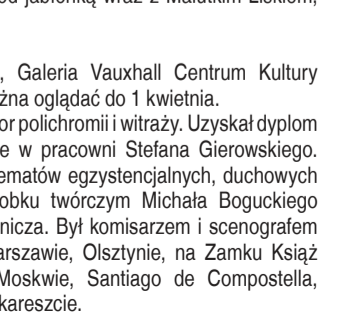 jabłonką wraz z Malutkim Liskiem,
Galeria Vauxhall Centrum Kultury
żna oglądać do 1 kwietnia.
or polichromii i witraży. Uzyskał dyplom
e w pracowni Stefana Gierowskiego.
ematów egzystencjalnych, duchowych
obku twórczym Michała Boguckiego
nicza. Był komisarzem i scenografem
arszawie, Olsztynie, na Zamku Książ
Moskwie, Santiago de Compostella,
kareszcie.